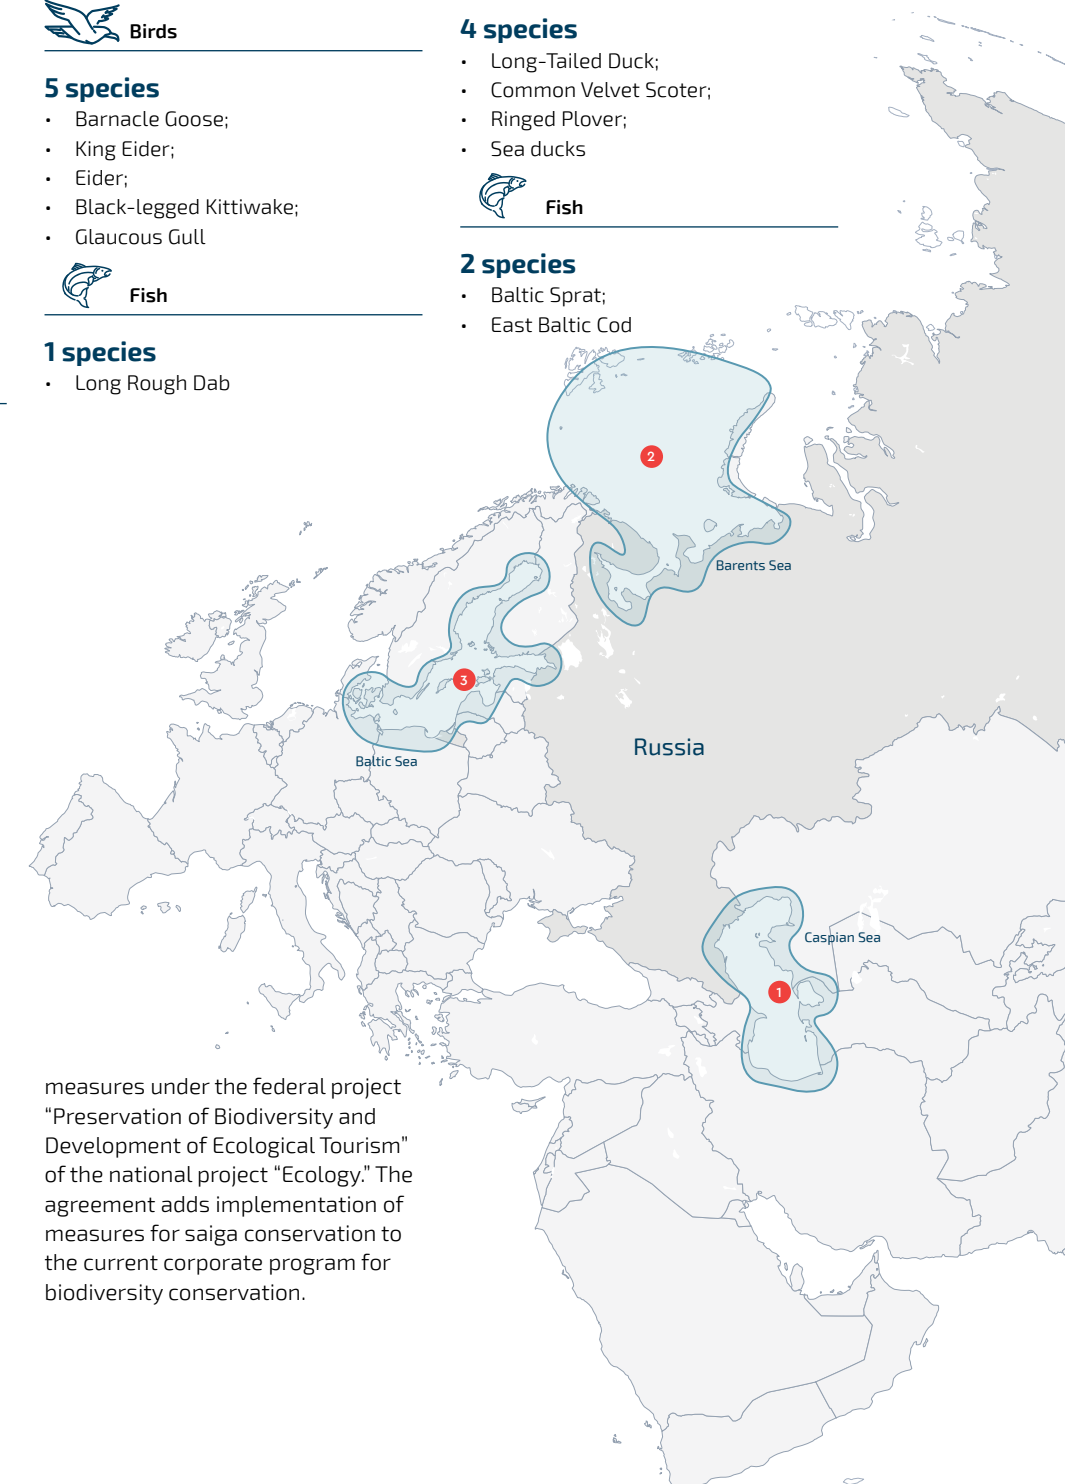 Birds
5 species
• Barnacle Goose;
• King Eider;
• Eider;
• Black-legged Kittiwake;
• Glaucous Gull
Fish
1 species
• Long Rough Dab
4 species
• Long-Tailed Duck;
• Common Velvet Scoter;
• Ringed Plover;
• Sea ducks
Fish
2 species
• Baltic Sprat;
• East Baltic Cod
2
Barents Sea
3
Baltic Sea
Russia
Caspian Sea
1
measures under the federal project
“Preservation of Biodiversity and
Development of Ecological Tourism”
of the national project “Ecology.” The
agreement adds implementation of
measures for saiga conservation to
the current corporate program for
biodiversity conservation.